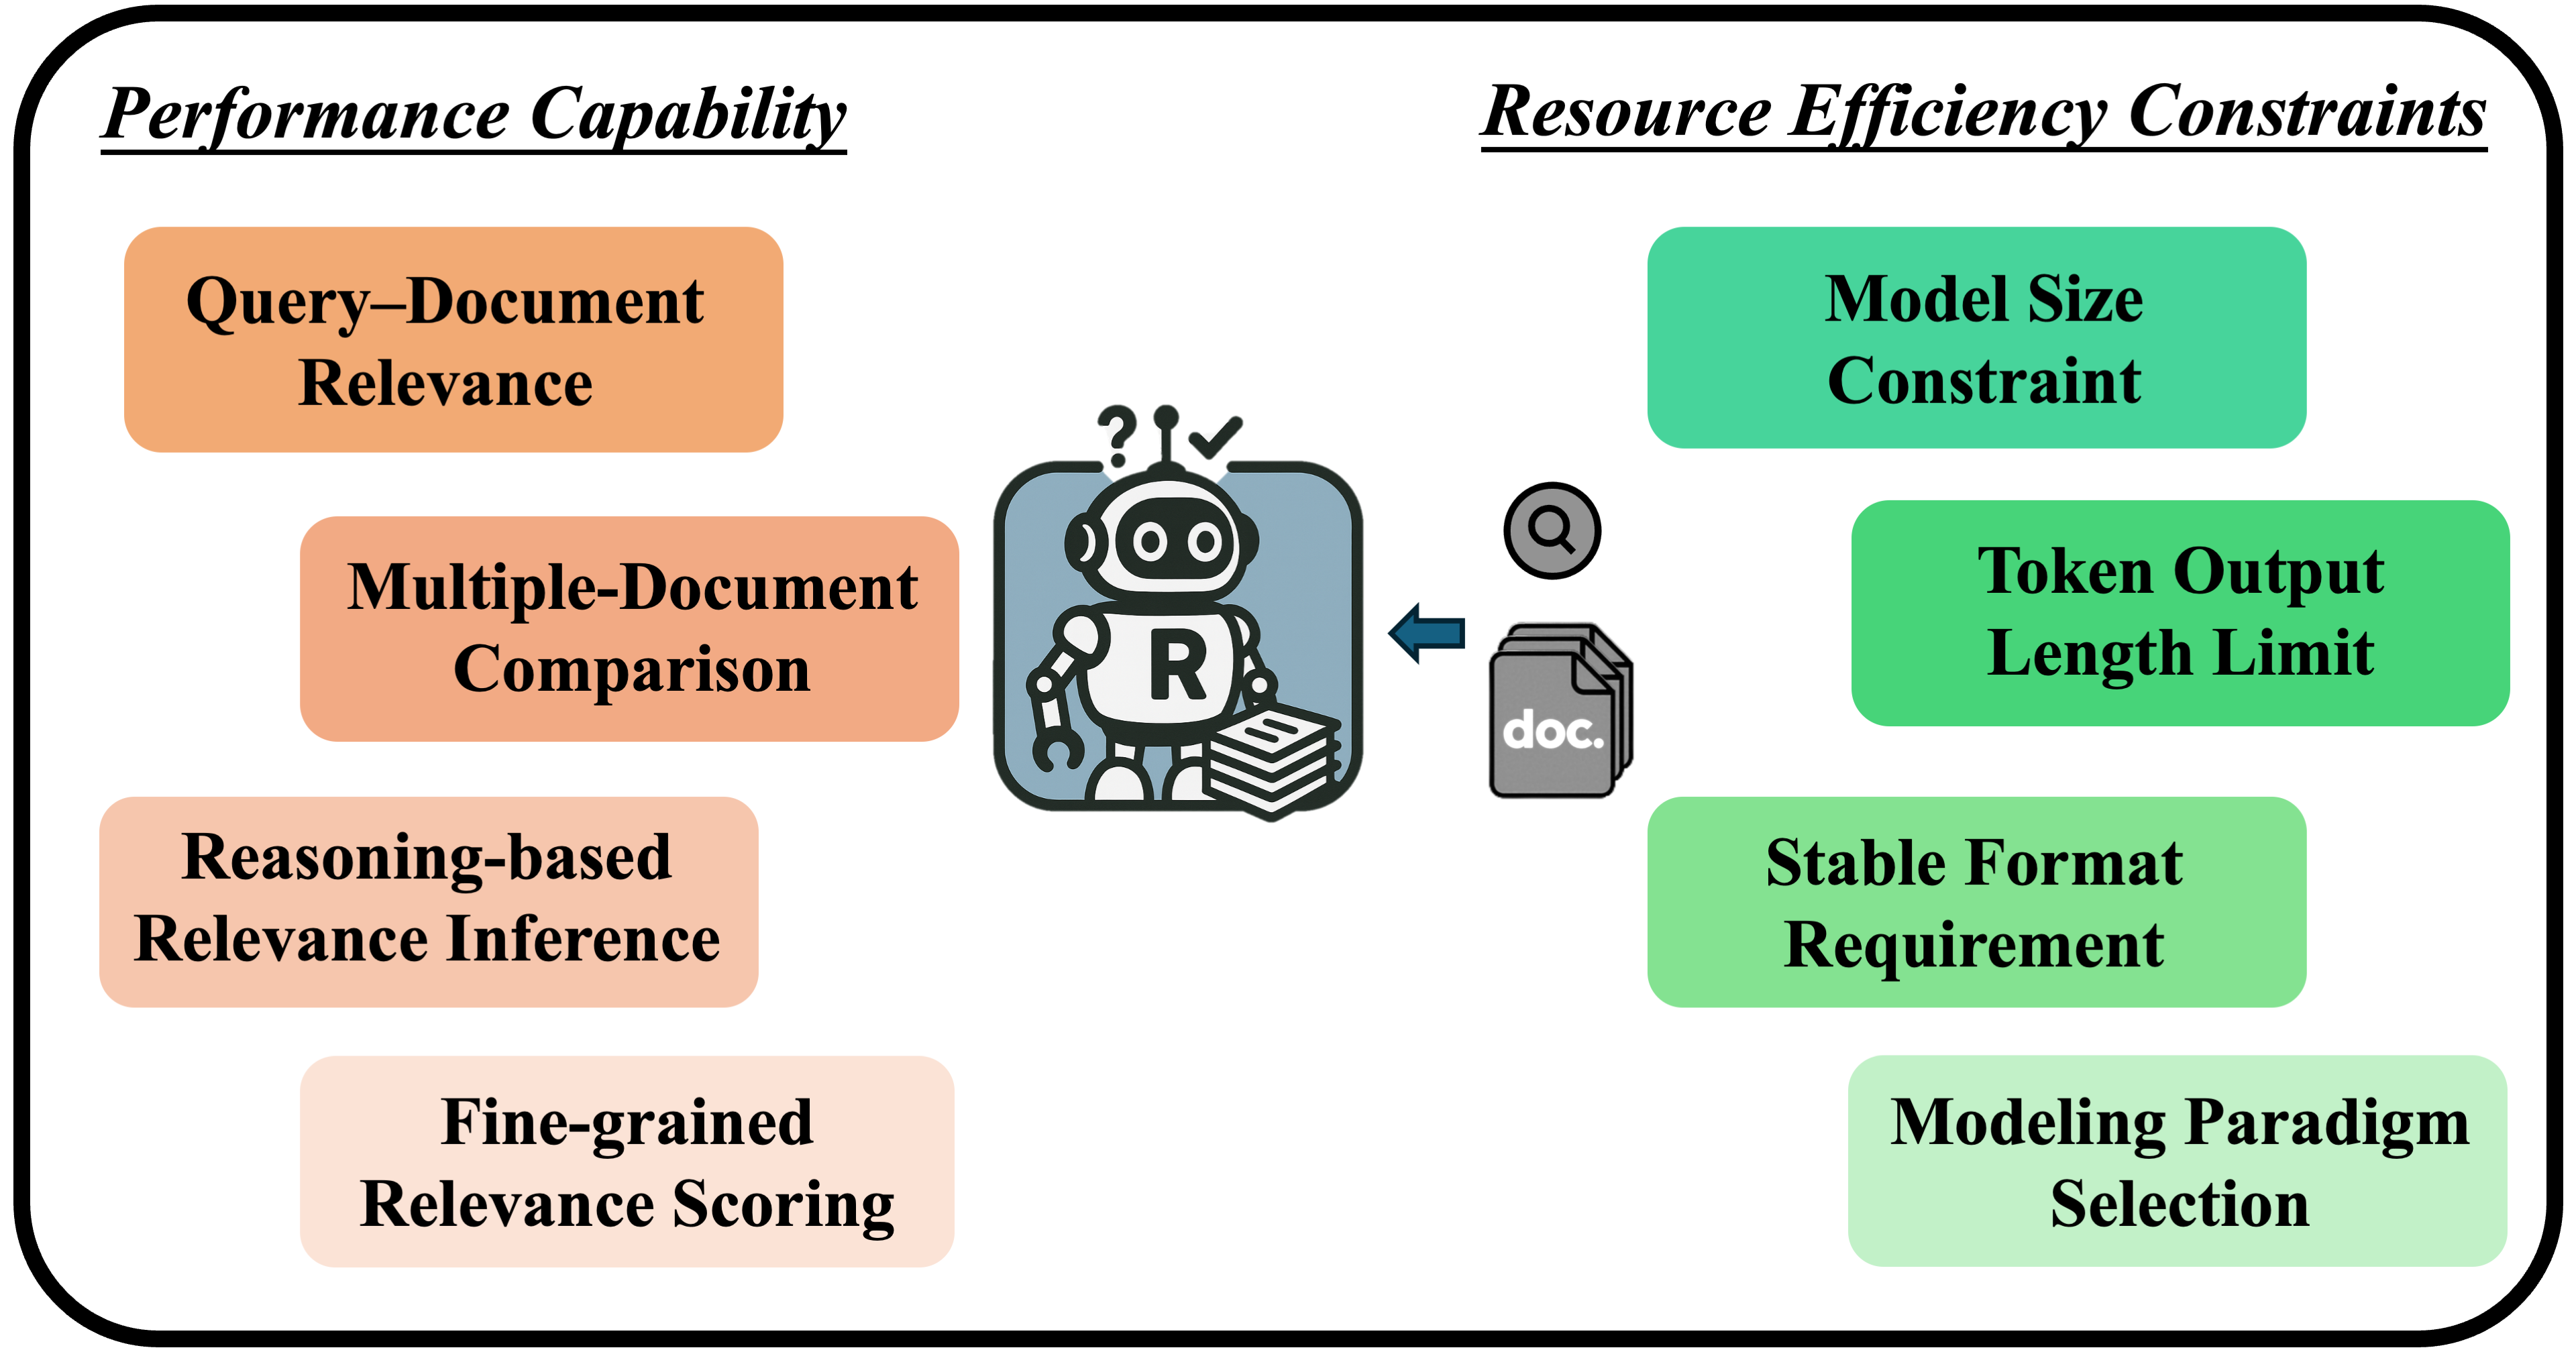 Performance Capability
Query–Document
Relevance
Multiple-Document
Comparison
Reasoning-based
Relevance Inference
Fine-grained
Relevance Scoring
?
R
doc.
Resource Efficiency Constraints
Model Size
Constraint
Token Output
Length Limit
Stable Format
Requirement
Modeling Paradigm
Selection